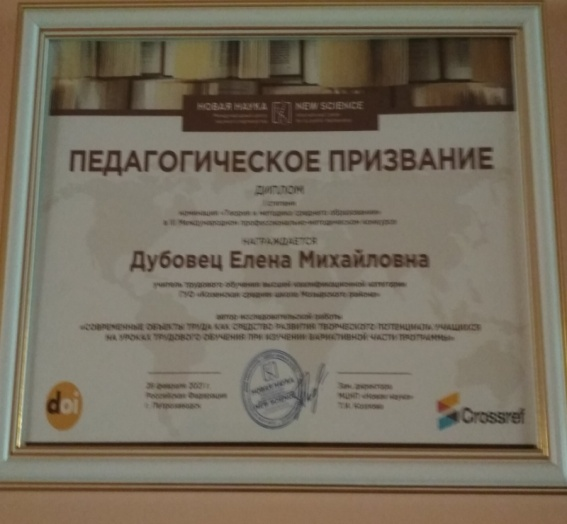 НОВАЯ НАУКА NEW SCIENCE
ПЕДАГОГИЧЕСКОЕ ПРИЗВАНИЕ
ДИПЛОМ
I степени
номинация «Теория и методика среднего образования»
в III Международном профессионально-методическом конкурсе
НАГРАЖДАЕТСЯ
Дубовец Елена Михайловна
учитель трудового обучения высшей квалификационной категории
ГУО «Козенская средняя школа Мозырского района»
автор исследовательской работы
«СОВРЕМЕННЫЕ ОБЪЕКТЫ ТРУДА КАК СРЕДСТВО РАЗВИТИЯ ТВОРЧЕСКОГО ПОТЕНЦИАЛА УЧАЩИХСЯ
НА УРОКАХ ТРУДОВОГО ОБУЧЕНИЯ ПРИ ИЗУЧЕНИИ ВАРИАТИВНОЙ ЧАСТИ ПРОГРАММЫ»
февраля 2021 г.
Российская Федерация
г. Петрозаводск
НОВАЯ НАУКА
NEW SCIENCE
Зам. директора
МЦНП «Новая наука»
doi
Crossref